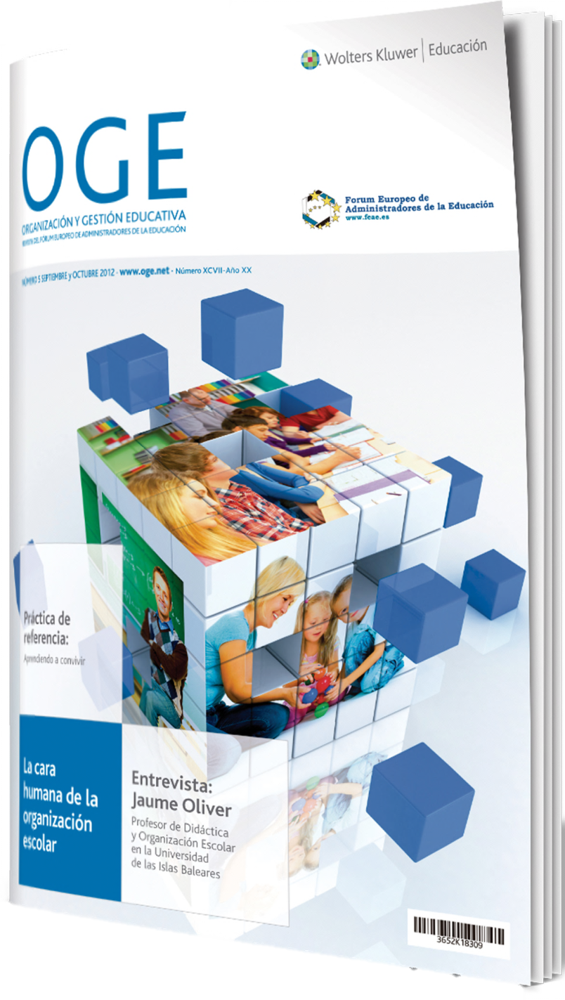 Wolters Kluwer | Educación
OGE
ORGANIZACIÓN Y GESTIÓN EDUCATIVA
REVISTA DEL FÓRUM EUROPEO DE ADMINISTRADORES DE LA EDUCACIÓN
Forum Europeo de
Administradores de la Educación
www.feae.es
NÚMERO 5 SEPTIEMBRE y OCTUBRE 2012 · www.oge.net · Número XCVII-Año XX
Práctica de
referencia:
Aprendiendo a convivir
La cara
humana de la
organización
escolar
Entrevista:
Jaume Oliver
Profesor de Didáctica
y Organización Escolar
en la Universidad
de las Islas Baleares
3652K18309